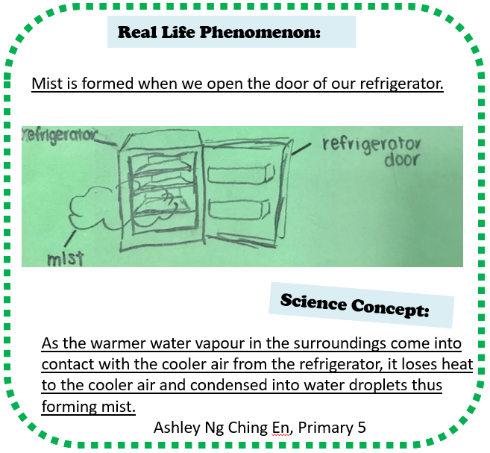 Real Life Phenomenon:
Mist is formed when we open the door of our refrigerator.
refrigerator
refrigerator
door
mist
Science Concept:
As the warmer water vapour in the surroundings come into
contact with the cooler air from the refrigerator, it loses heat
to the cooler air and condensed into water droplets thus
forming mist.
Ashley Ng Ching En, Primary 5